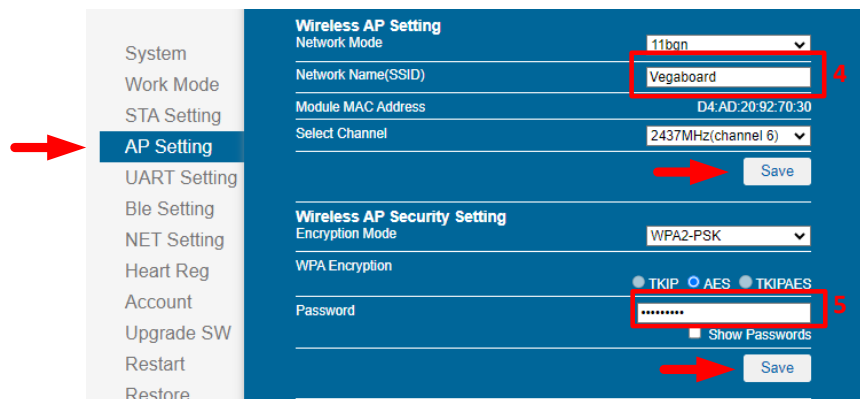 System
Work Mode
STA Setting
AP Setting
UART Setting
Ble Setting
NET Setting
Heart Reg
Account
Upgrade SW
Restart
Restore
Wireless AP Setting
Network Mode 11bgn
Network Name(SSID) Vegaboard 4
Module MAC Address D4:AD:20:92:70:30
Select Channel 2437MHz(channel 6)
Save
Wireless AP Security Setting
Encryption Mode WPA2-PSK
WPA Encryption
TKIP AES TKIPAES
Password ••••••••• 5
Show Passwords
Save